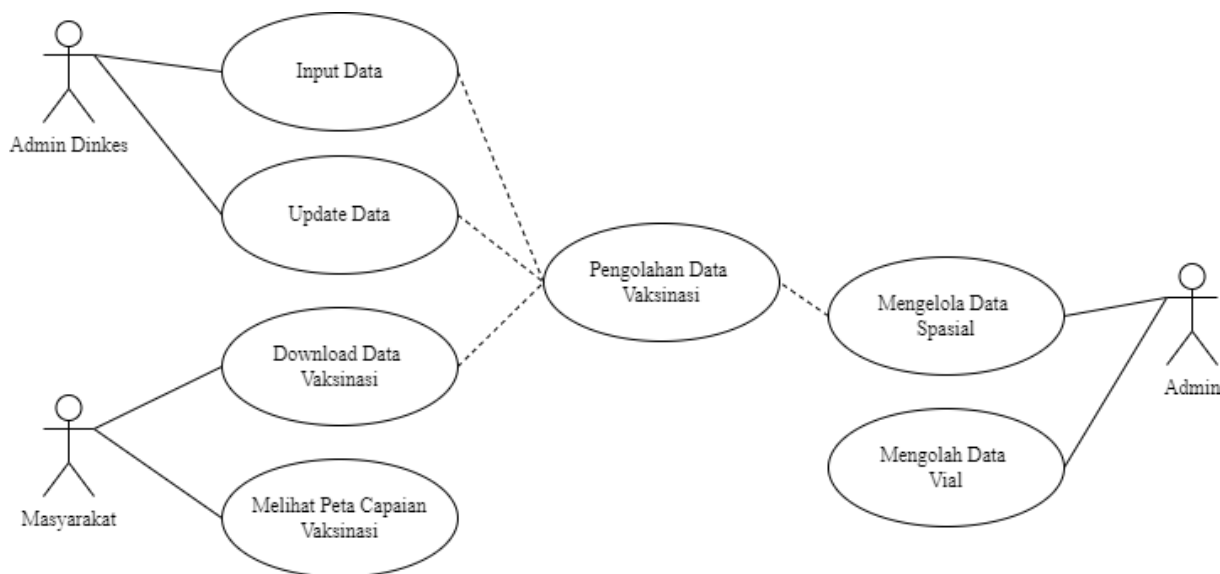 Input Data
Admin Dinkes
Update Data
Pengolahan Data
Vaksinasi
Mengelola Data
Spasial
Download Data
Vaksinasi
Admin
Mengolah Data
Vial
Melihat Peta Capaian
Vaksinasi
Masyarakat